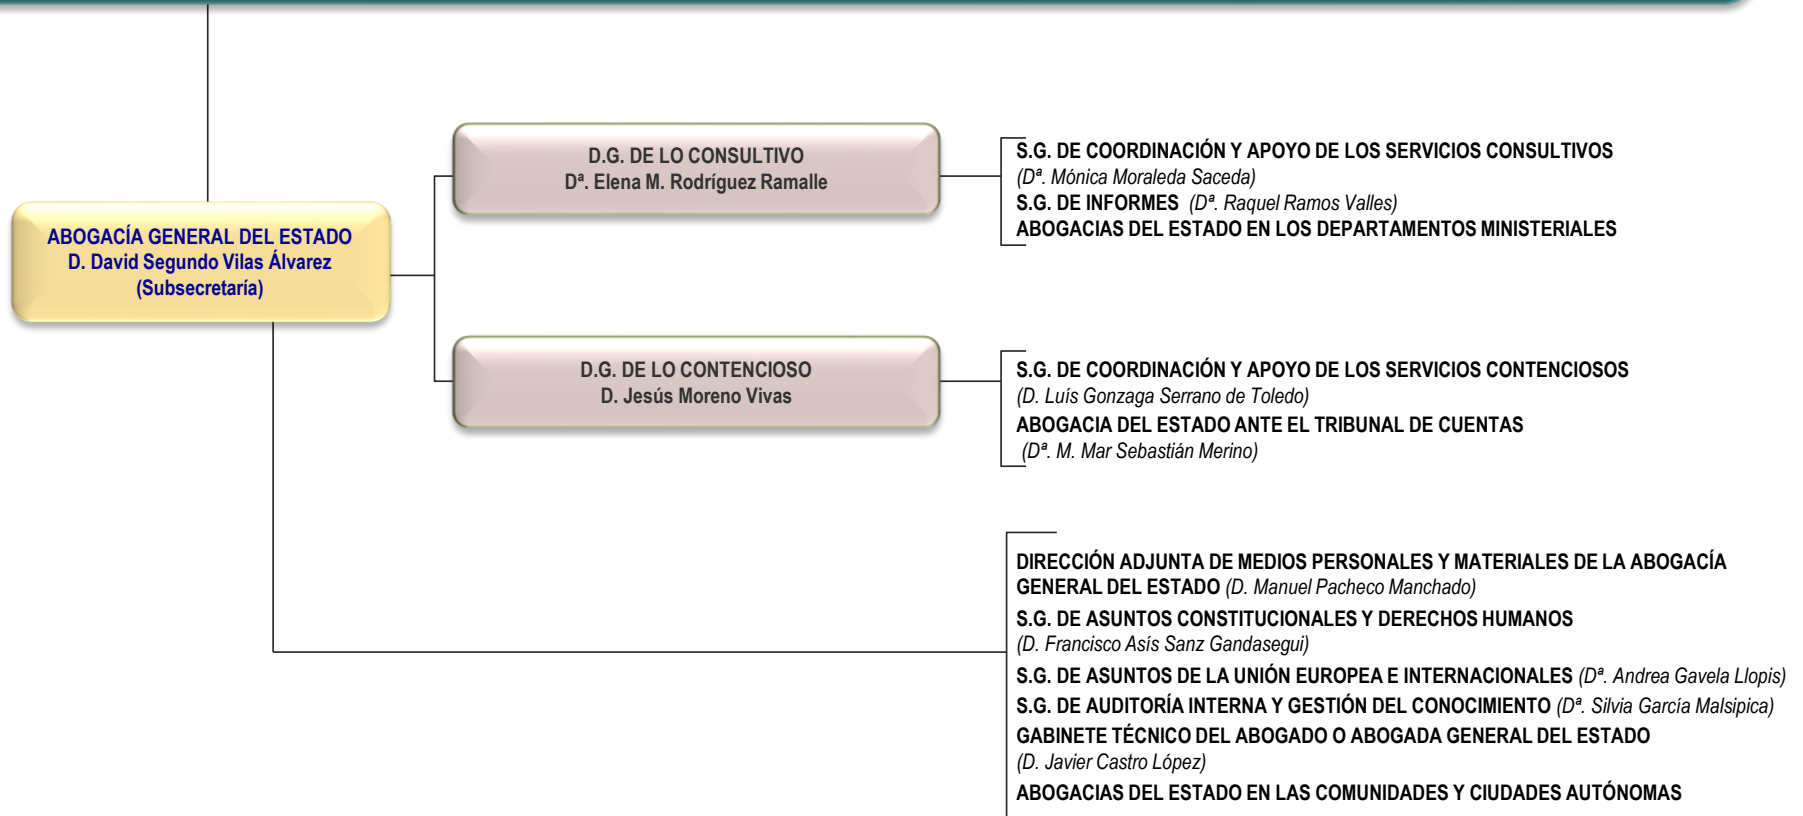 ABOGACÍA GENERAL DEL ESTADO
D. David Segundo Vilas Álvarez
(Subsecretaría)
D.G. DE LO CONSULTIVO
Dª. Elena M. Rodríguez Ramalle
S.G. DE COORDINACIÓN Y APOYO DE LOS SERVICIOS CONSULTIVOS
(Dª. Mónica Moraleda Saceda)
S.G. DE INFORMES (Dª. Raquel Ramos Valles)
ABOGACIAS DEL ESTADO EN LOS DEPARTAMENTOS MINISTERIALES
D.G. DE LO CONTENCIOSO
D. Jesús Moreno Vivas
S.G. DE COORDINACIÓN Y APOYO DE LOS SERVICIOS CONTENCIOSOS
(D. Luís Gonzaga Serrano de Toledo)
ABOGACIA DEL ESTADO ANTE EL TRIBUNAL DE CUENTAS
(Dª. M. Mar Sebastián Merino)
DIRECCIÓN ADJUNTA DE MEDIOS PERSONALES Y MATERIALES DE LA ABOGACÍA
GENERAL DEL ESTADO (D. Manuel Pacheco Manchado)
S.G. DE ASUNTOS CONSTITUCIONALES Y DERECHOS HUMANOS
(D. Francisco Asís Sanz Gandasegui)
S.G. DE ASUNTOS DE LA UNIÓN EUROPEA E INTERNACIONALES (Dª. Andrea Gavela Llopis)
S.G. DE AUDITORÍA INTERNA Y GESTIÓN DEL CONOCIMIENTO (Dª. Silvia García Malsipica)
GABINETE TÉCNICO DEL ABOGADO O ABOGADA GENERAL DEL ESTADO
(D. Javier Castro López)
ABOGACIAS DEL ESTADO EN LAS COMUNIDADES Y CIUDADES AUTÓNOMAS